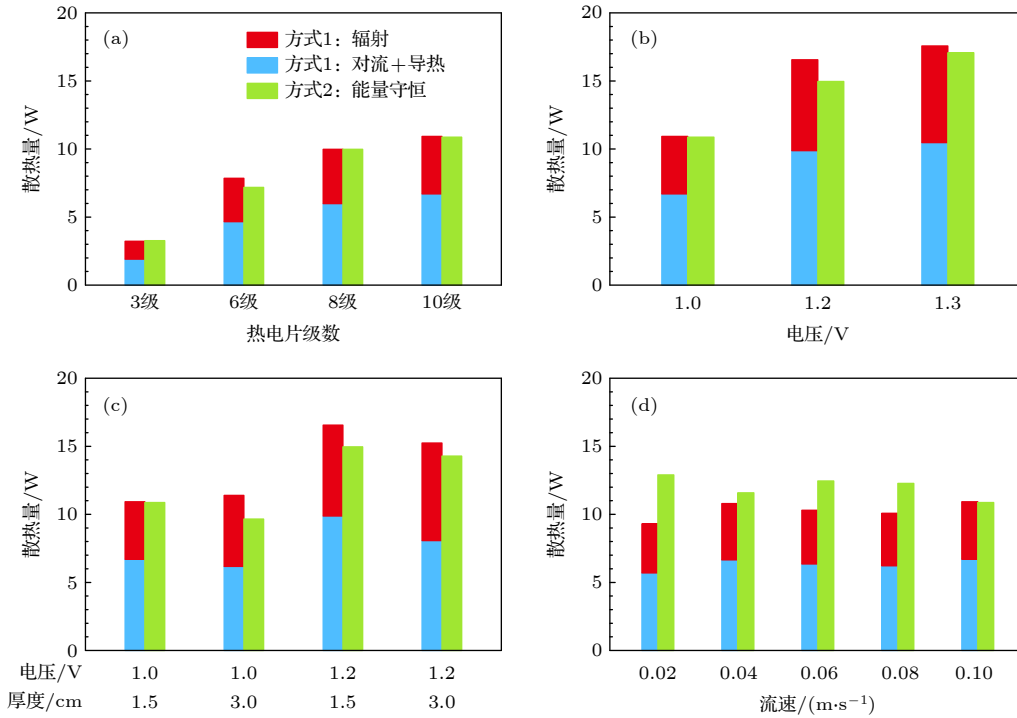 20
15
10
5
0
散热量/W
(a)
方式1：辐射
方式1：对流+导热
方式2：能量守恒
3级 6级 8级 10级
热电片级数
20
15
10
5
0
散热量/W
(b)
1.0 1.2 1.3
电压/V
20
15
10
5
0
散热量/W
(c)
电压/V 1.0 1.0 1.2 1.2
厚度/cm 1.5 3.0 1.5 3.0
20
15
10
5
0
散热量/W
(d)
0.02 0.04 0.06 0.08 0.10
流速/(m·s⁻¹)